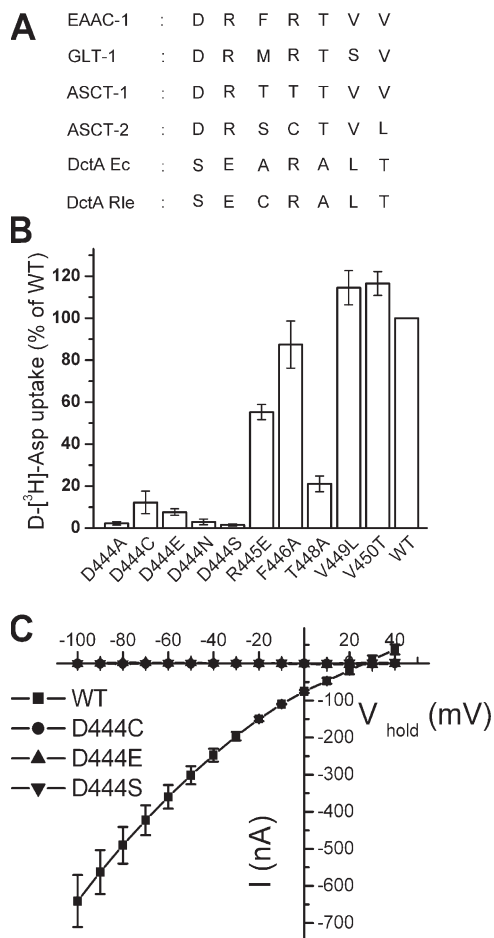 A
EAAC-1 : D R F R T V V
GLT-1 : D R M R T S V
ASCT-1 : D R T T T V V
ASCT-2 : D R S C T V L
DctA Ec : S E A R A L T
DctA Rle : S E C R A L T
B
D-[³H]-Asp uptake (% of WT)
120
100
80
60
40
20
0
D444A D444C D444E D444N D444S R445E F446A T448A V449L V450T WT
C
-100 -80 -60 -40 -20 0 20 40
WT
D444C
D444E
D444S
V hold (mV)
I (nA)
-100
-200
-300
-400
-500
-600
-700